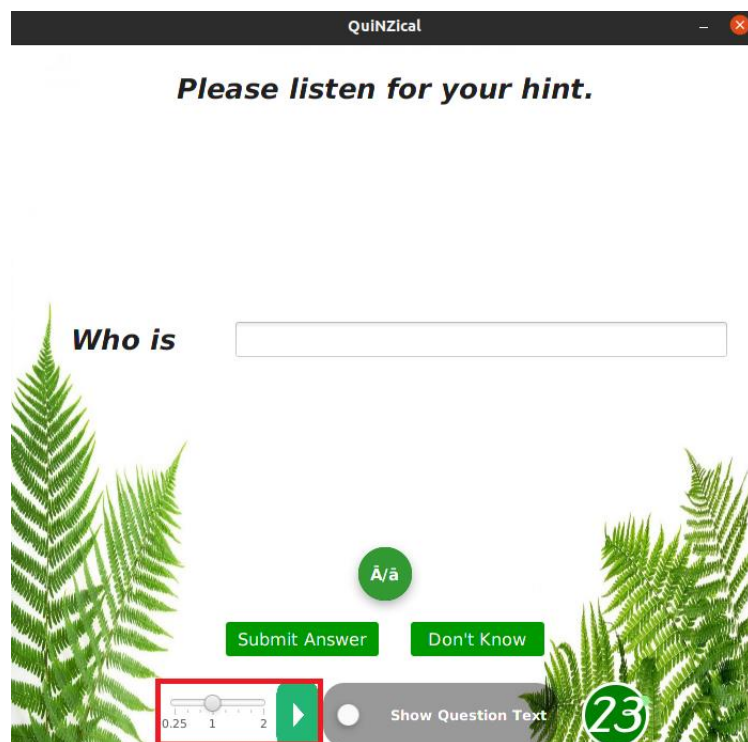 QuiNZical
Please listen for your hint.
Who is
Ā/ā
Submit Answer
Don't Know
0.25 1 2
Show Question Text
23